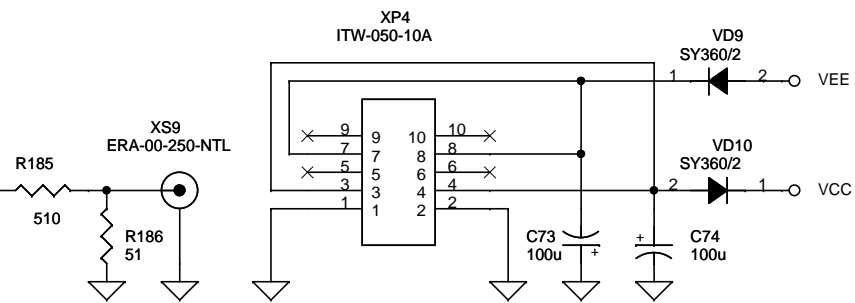 XP4
ITW-050-10A
VD9
SY360/2
1
2
VEE
XS9
ERA-00-250-NTL
9
9
10
10
7
7
8
8
5
5
6
6
3
3
4
4
1
1
2
2
VD10
SY360/2
2
1
VCC
R185
510
R186
51
C73
100u
+
+
C74
100u